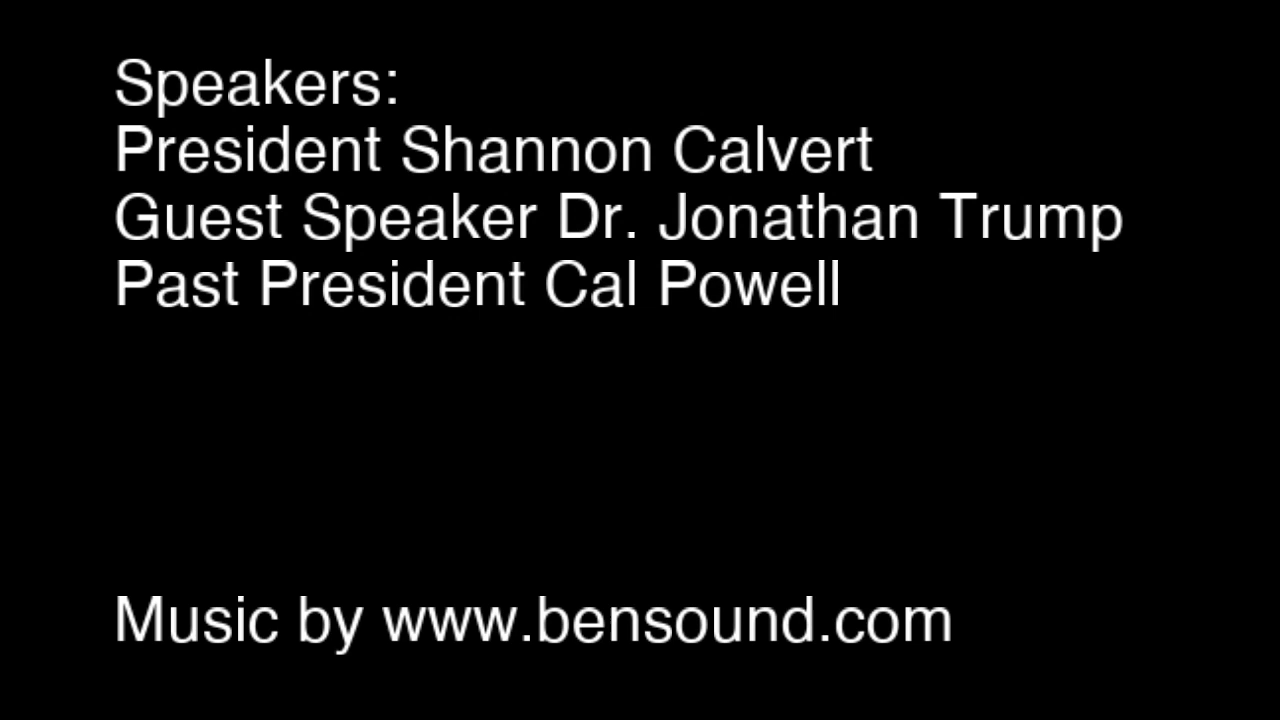 Speakers:
President Shannon Calvert
Guest Speaker Dr. Jonathan Trump
Past President Cal Powell
Music by www.bensound.com